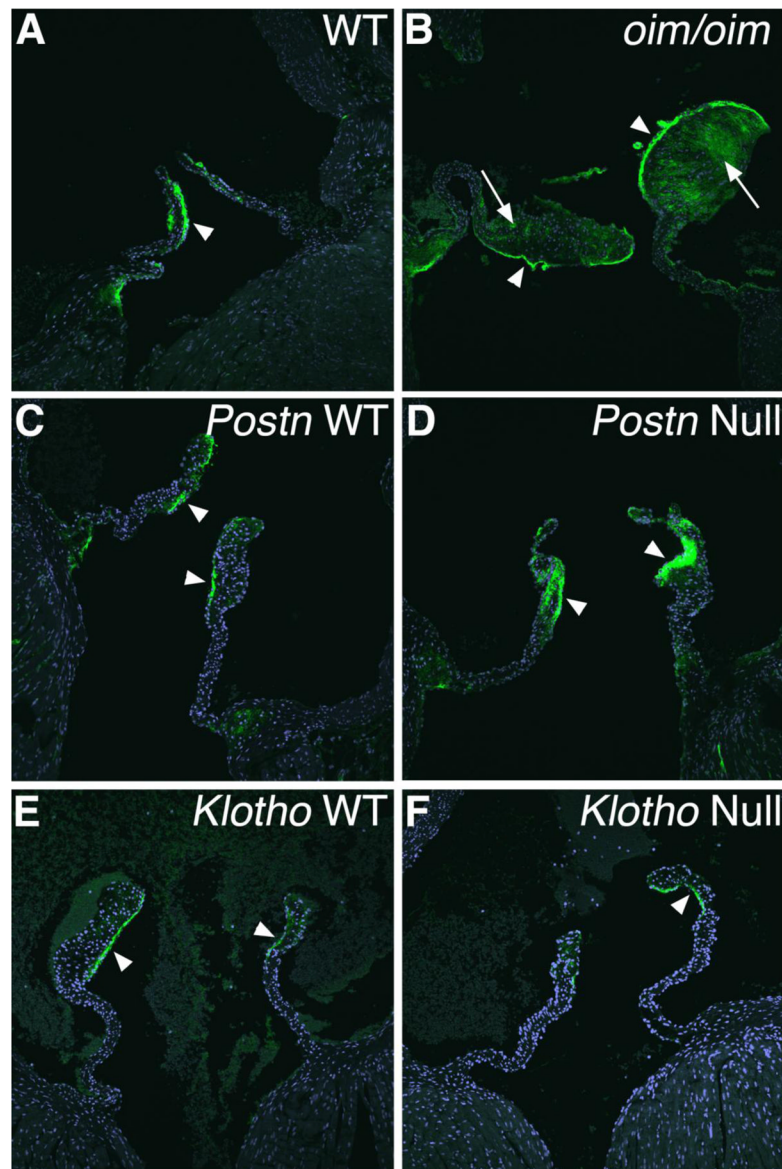 A WT
B oim/oim
C Postn WT
D Postn Null
E Klotho WT
F Klotho Null